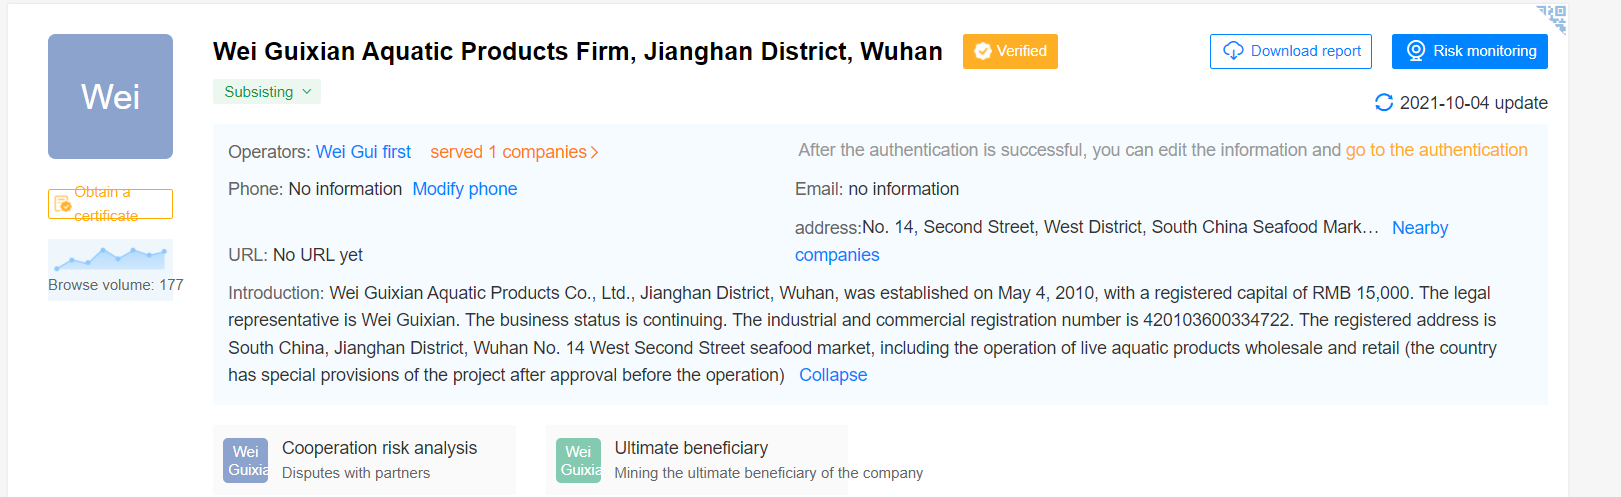 Wei
Wei Guixian Aquatic Products Firm, Jianghan District, Wuhan
Verified
Download report
Risk monitoring
Subsisting
2021-10-04 update
Operators: Wei Gui first served 1 companies
After the authentication is successful, you can edit the information and go to the authentication
Phone: No information Modify phone
Email: no information
address:No. 14, Second Street, West District, South China Seafood Mark… Nearby
companies
URL: No URL yet
Obtain a
certificate
Browse volume: 177
Introduction: Wei Guixian Aquatic Products Co., Ltd., Jianghan District, Wuhan, was established on May 4, 2010, with a registered capital of RMB 15,000. The legal
representative is Wei Guixian. The business status is continuing. The industrial and commercial registration number is 420103600334722. The registered address is
South China, Jianghan District, Wuhan No. 14 West Second Street seafood market, including the operation of live aquatic products wholesale and retail (the country
has special provisions of the project after approval before the operation) Collapse
Wei
Guixia
Cooperation risk analysis
Disputes with partners
Wei
Guixia
Ultimate beneficiary
Mining the ultimate beneficiary of the company